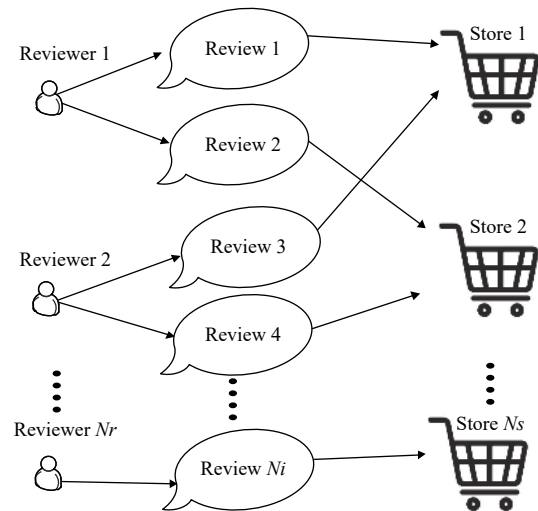 Reviewer 1
Review 1
Store 1
Review 2
Reviewer 2
Review 3
Store 2
Review 4
Reviewer Nr
Review Ni
Store Ns